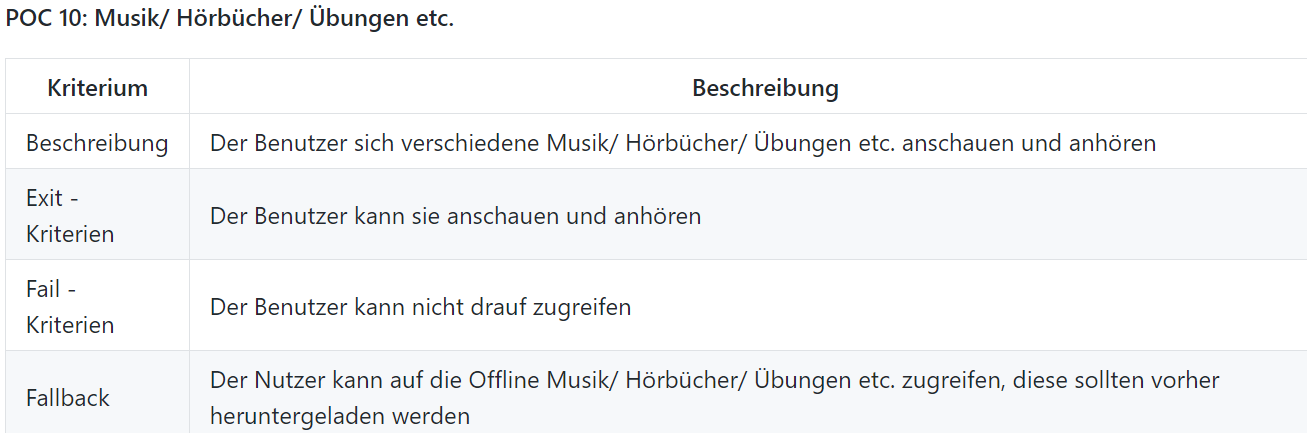 POC 10: Musik/ Hörbücher/ Übungen etc.
Kriterium Beschreibung
Beschreibung Der Benutzer sich verschiedene Musik/ Hörbücher/ Übungen etc. anschauen und anhören
Exit -
Kriterien
Der Benutzer kann sie anschauen und anhören
Fail -
Kriterien
Der Benutzer kann nicht drauf zugreifen
Fallback
Der Nutzer kann auf die Offline Musik/ Hörbücher/ Übungen etc. zugreifen, diese sollten vorher
heruntergeladen werden